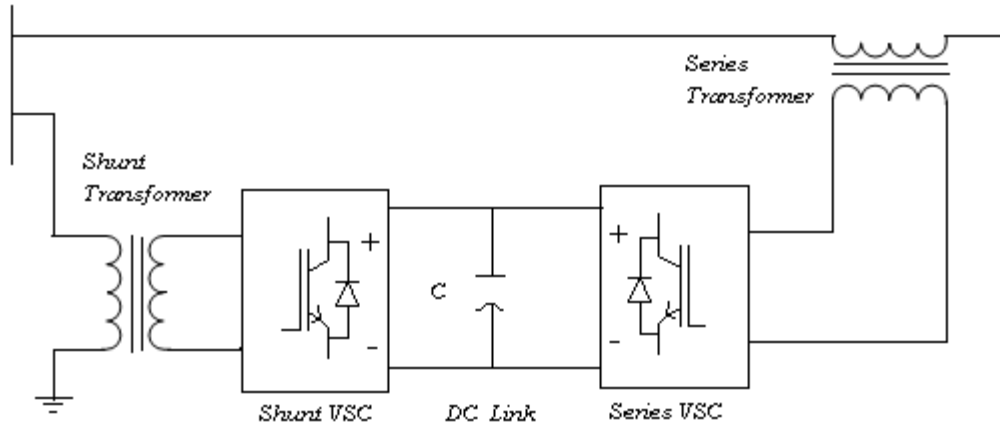 Series
Transformer
Shunt
Transformer
+
+
C
-
-
Shunt VSC
DC Link
Series VSC